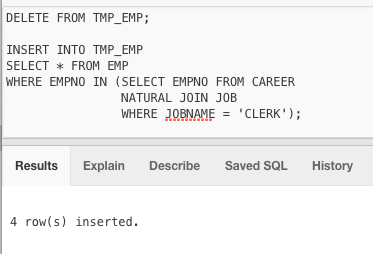 DELETE FROM TMP_EMP;
INSERT INTO TMP_EMP
SELECT * FROM EMP
WHERE EMPNO IN (SELECT EMPNO FROM CAREER
NATURAL JOIN JOB
WHERE JOBNAME = 'CLERK');
Results Explain Describe Saved SQL History
4 row(s) inserted.